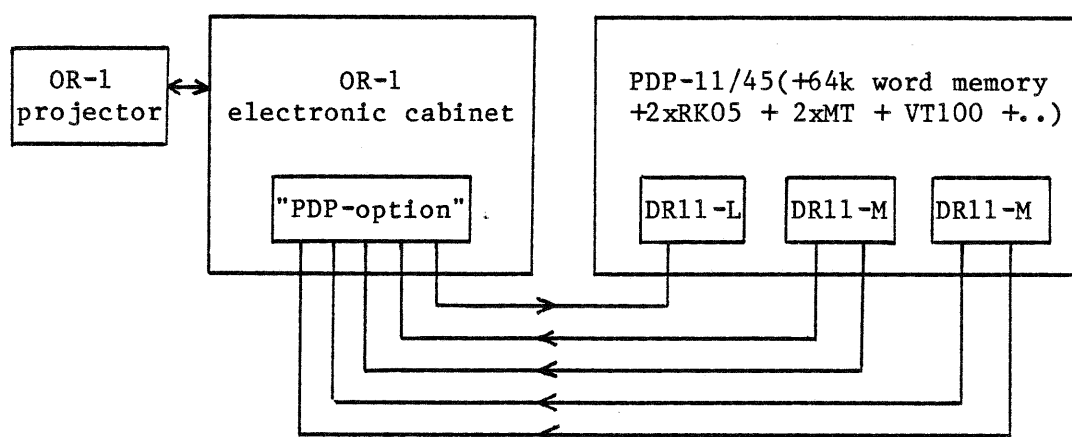 OR-1
projector
OR-1
electronic cabinet
"PDP-option"
PDP-11/45(+64k word memory
+2xRK05 + 2xMT + VT100 +..)
DR11-L
DR11-M
DR11-M